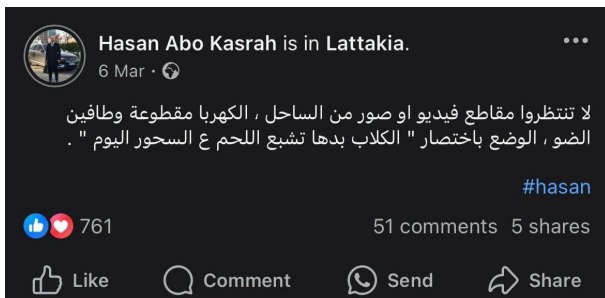 Hasan Abo Kasrah is in Lattakia.
6 Mar ·
لا تنتظروا مقاطع فيديو او صور من الساحل ، الكهربا مقطوعة وطافين
الضو ، الوضع باختصار " الكلاب بدها تشبع اللحم ع السحور اليوم " .
#hasan
761 51 comments 5 shares
Like Comment Send Share